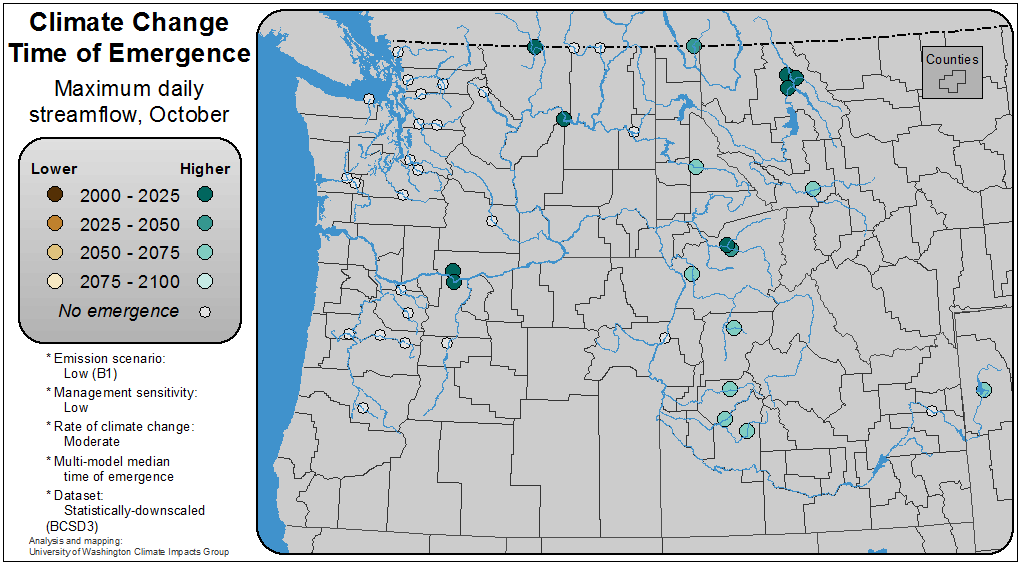 Climate Change
Time of Emergence
Maximum daily
streamflow, October
Lower Higher
2000 - 2025
2025 - 2050
2050 - 2075
2075 - 2100
No emergence
* Emission scenario:
Low (B1)
* Management sensitivity:
Low
* Rate of climate change:
Moderate
* Multi-model median
time of emergence
* Dataset:
Statistically-downscaled
(BCSD3)
Analysis and mapping:
University of Washington Climate Impacts Group
Counties